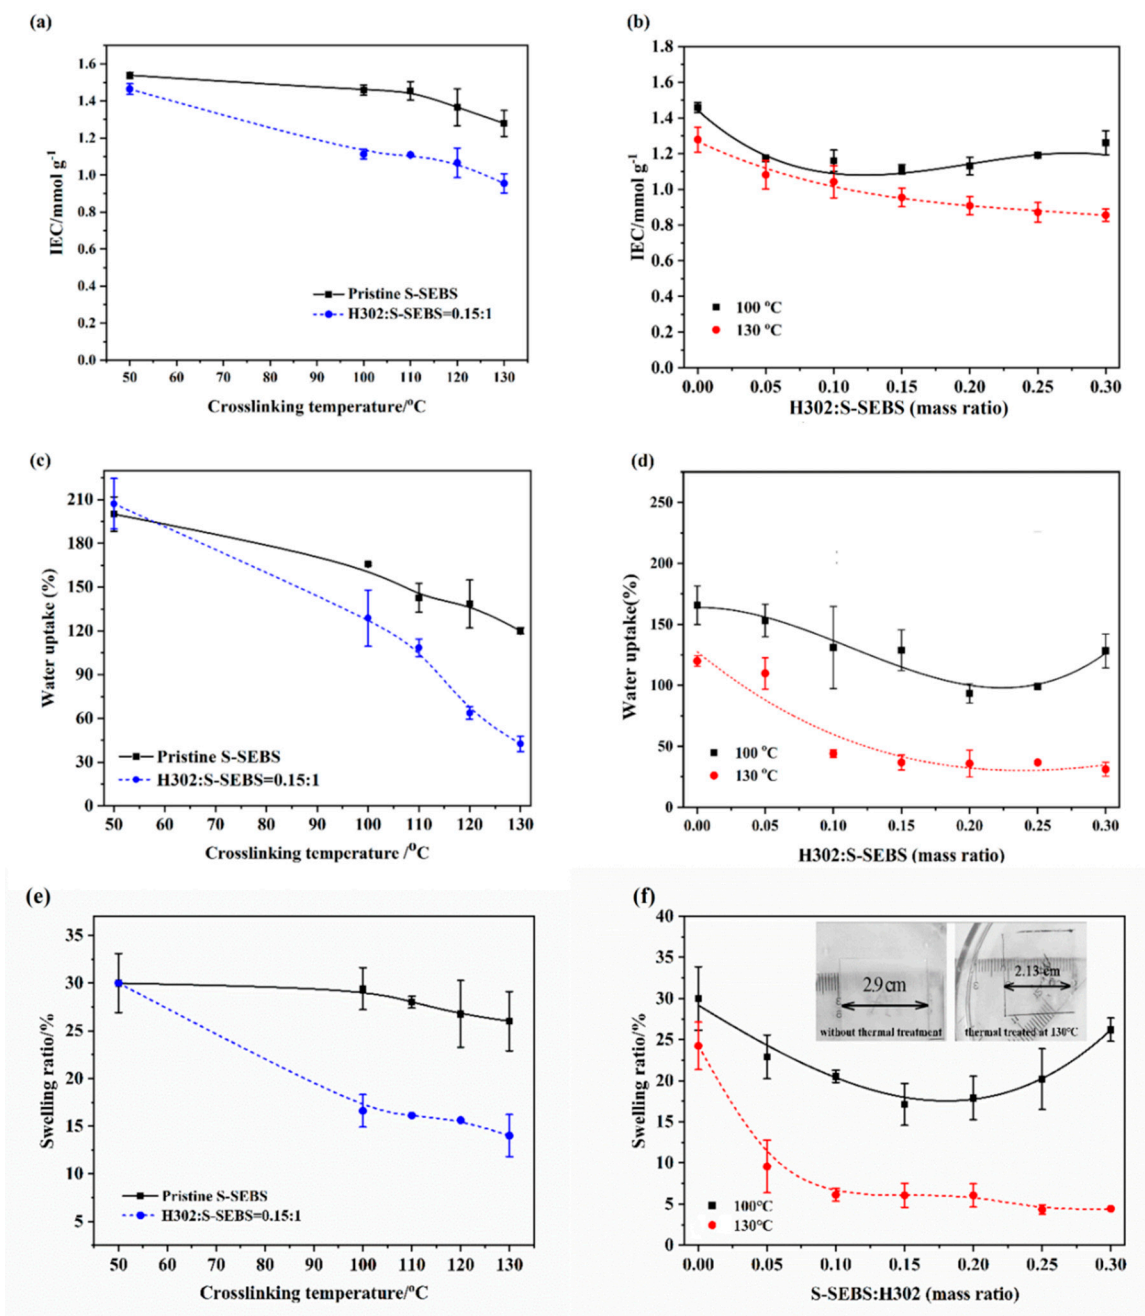 (a)
1.6
1.4
1.2
1.0
0.8
0.6
0.4
0.2
0.0
IEC/mmol g⁻¹
Pristine S-SEBS
H302:S-SEBS=0.15:1
50 60 70 80 90 100 110 120 130
Crosslinking temperature/°C
(b)
1.8
1.6
1.4
1.2
1.0
0.8
0.6
0.4
0.2
0.0
IEC/mmol g⁻¹
100 °C
130 °C
0.00 0.05 0.10 0.15 0.20 0.25 0.30
H302:S-SEBS (mass ratio)
(c)
210
180
150
120
90
60
30
0
Water uptake (%)
Pristine S-SEBS
H302:S-SEBS=0.15:1
50 60 70 80 90 100 110 120 130
Crosslinking temperature /°C
(d)
250
200
150
100
50
0
Water uptake(%)
100 °C
130 °C
0.00 0.05 0.10 0.15 0.20 0.25 0.30
H302:S-SEBS (mass ratio)
(e)
35
30
25
20
15
10
5
Swelling ratio/%
Pristine S-SEBS
H302:S-SEBS=0.15:1
50 60 70 80 90 100 110 120 130
Crosslinking temperature/°C
(f)
40
35
30
25
20
15
10
5
0
Swelling ratio/%
2.9 cm
without thermal treatment
2.13 cm
thermal treated at 130°C
100°C
130°C
0.00 0.05 0.10 0.15 0.20 0.25 0.30
S-SEBS:H302 (mass ratio)